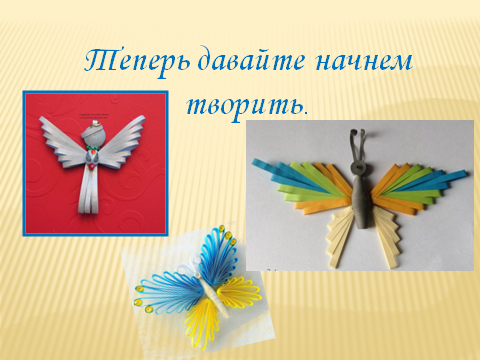 Теперь давайте начнем
творить.